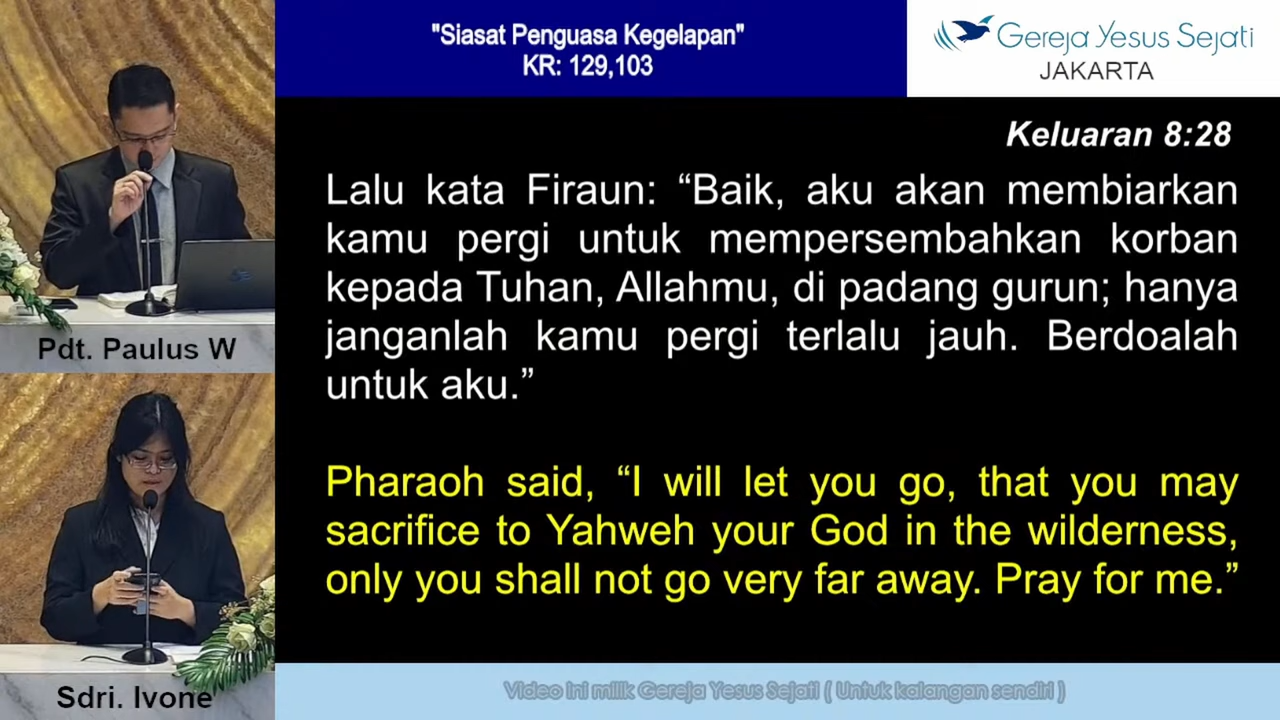 "Siasat Penguasa Kegelapan"
KR: 129,103
Gereja Yesus Sejati
JAKARTA
Keluaran 8:28
Lalu kata Firaun: “Baik, aku akan membiarkan
kamu pergi untuk mempersembahkan korban
kepada Tuhan, Allahmu, di padang gurun; hanya
janganlah kamu pergi terlalu jauh. Berdoalah
untuk aku.”
Pharaoh said, “I will let you go, that you may
sacrifice to Yahweh your God in the wilderness,
only you shall not go very far away. Pray for me.”
Pdt. Paulus W
Sdri. Ivone
Video ini milik Gereja Yesus Sejati ( Untuk kalangan sendiri )